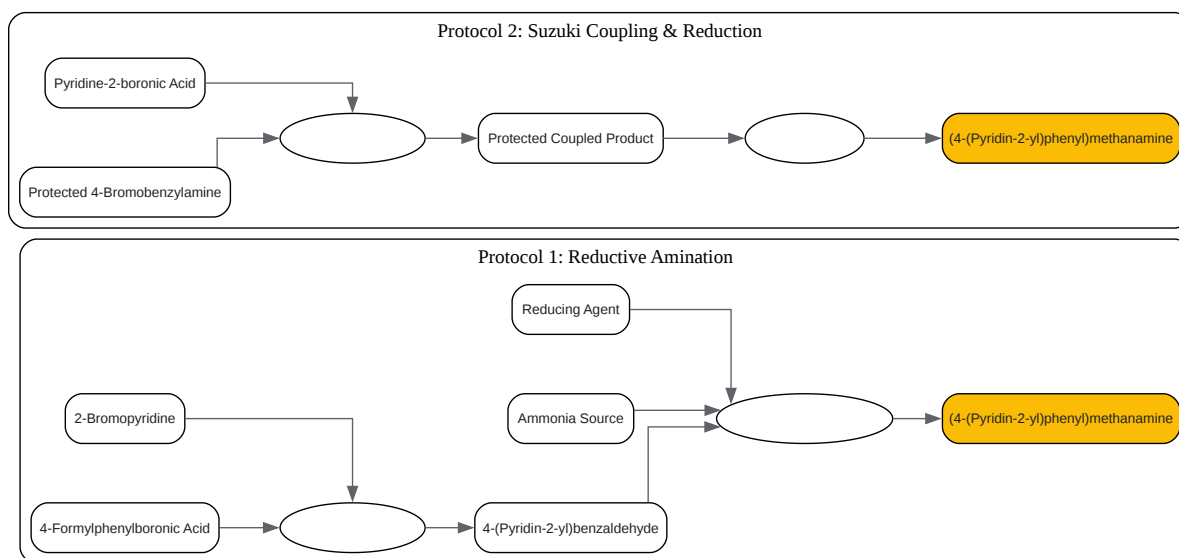 Protocol 2: Suzuki Coupling & Reduction
Pyridine-2-boronic Acid
Protected Coupled Product
(4-(Pyridin-2-yl)phenyl)methanamine
Protected 4-Bromobenzylamine
Protocol 1: Reductive Amination
Reducing Agent
2-Bromopyridine
Ammonia Source
(4-(Pyridin-2-yl)phenyl)methanamine
4-Formylphenylboronic Acid
4-(Pyridin-2-yl)benzaldehyde